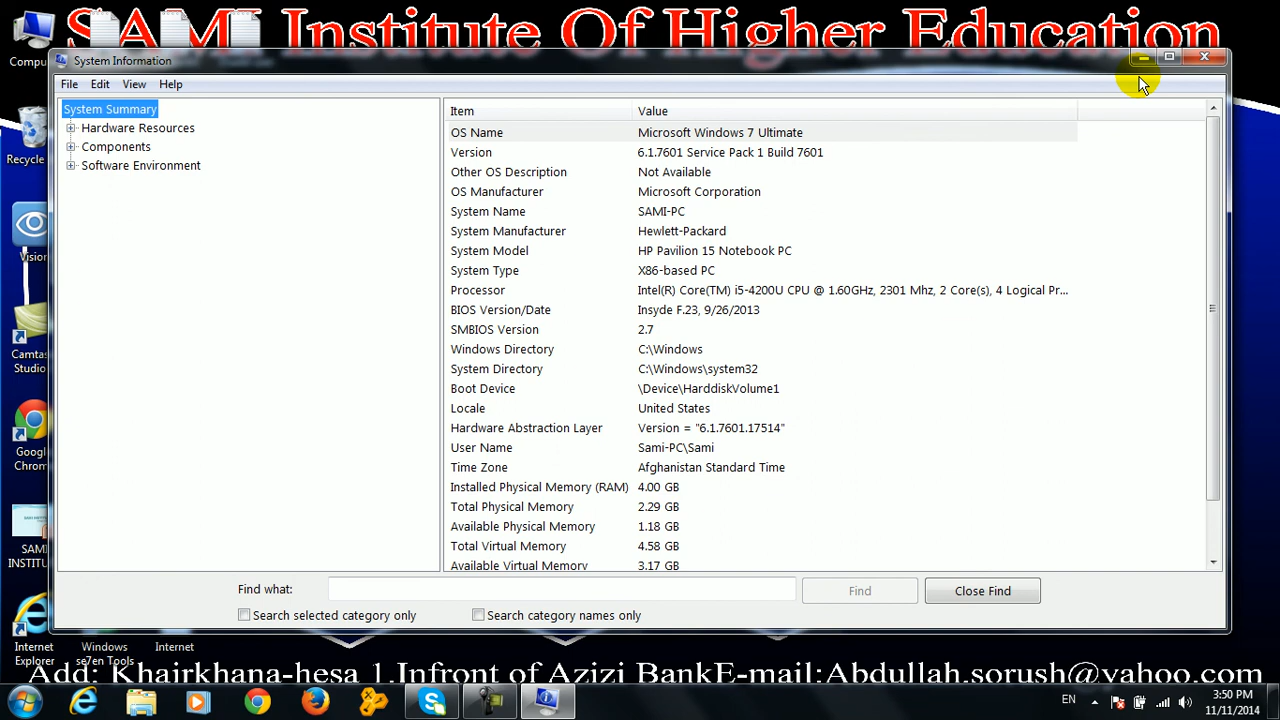 SAMI Institute Of Higher Education
Compu
System Information
File Edit View Help
System Summary
Hardware Resources
Components
Software Environment
Item Value
OS Name Microsoft Windows 7 Ultimate
Version 6.1.7601 Service Pack 1 Build 7601
Other OS Description Not Available
OS Manufacturer Microsoft Corporation
System Name SAMI-PC
System Manufacturer Hewlett-Packard
System Model HP Pavilion 15 Notebook PC
System Type X86-based PC
Processor Intel(R) Core(TM) i5-4200U CPU @ 1.60GHz, 2301 Mhz, 2 Core(s), 4 Logical Pr...
BIOS Version/Date Insyde F.23, 9/26/2013
SMBIOS Version 2.7
Windows Directory C:\Windows
System Directory C:\Windows\system32
Boot Device \Device\HarddiskVolume1
Locale United States
Hardware Abstraction Layer Version = "6.1.7601.17514"
User Name Sami-PC\Sami
Time Zone Afghanistan Standard Time
Installed Physical Memory (RAM) 4.00 GB
Total Physical Memory 2.29 GB
Available Physical Memory 1.18 GB
Total Virtual Memory 4.58 GB
Available Virtual Memory 3.17 GB
Find what: Find Close Find
Search selected category only Search category names only
Recycle
Vision
Camtas
Studio
Googl
Chrom
SAM
INSTITU
Internet
Explorer
Windows
se7en Tools
Internet
Add: Khairkhana-hesa 1.Infront of Azizi BankE-mail:Abdullah.sorush@yahoo.com
EN
3:50 PM
11/11/2014